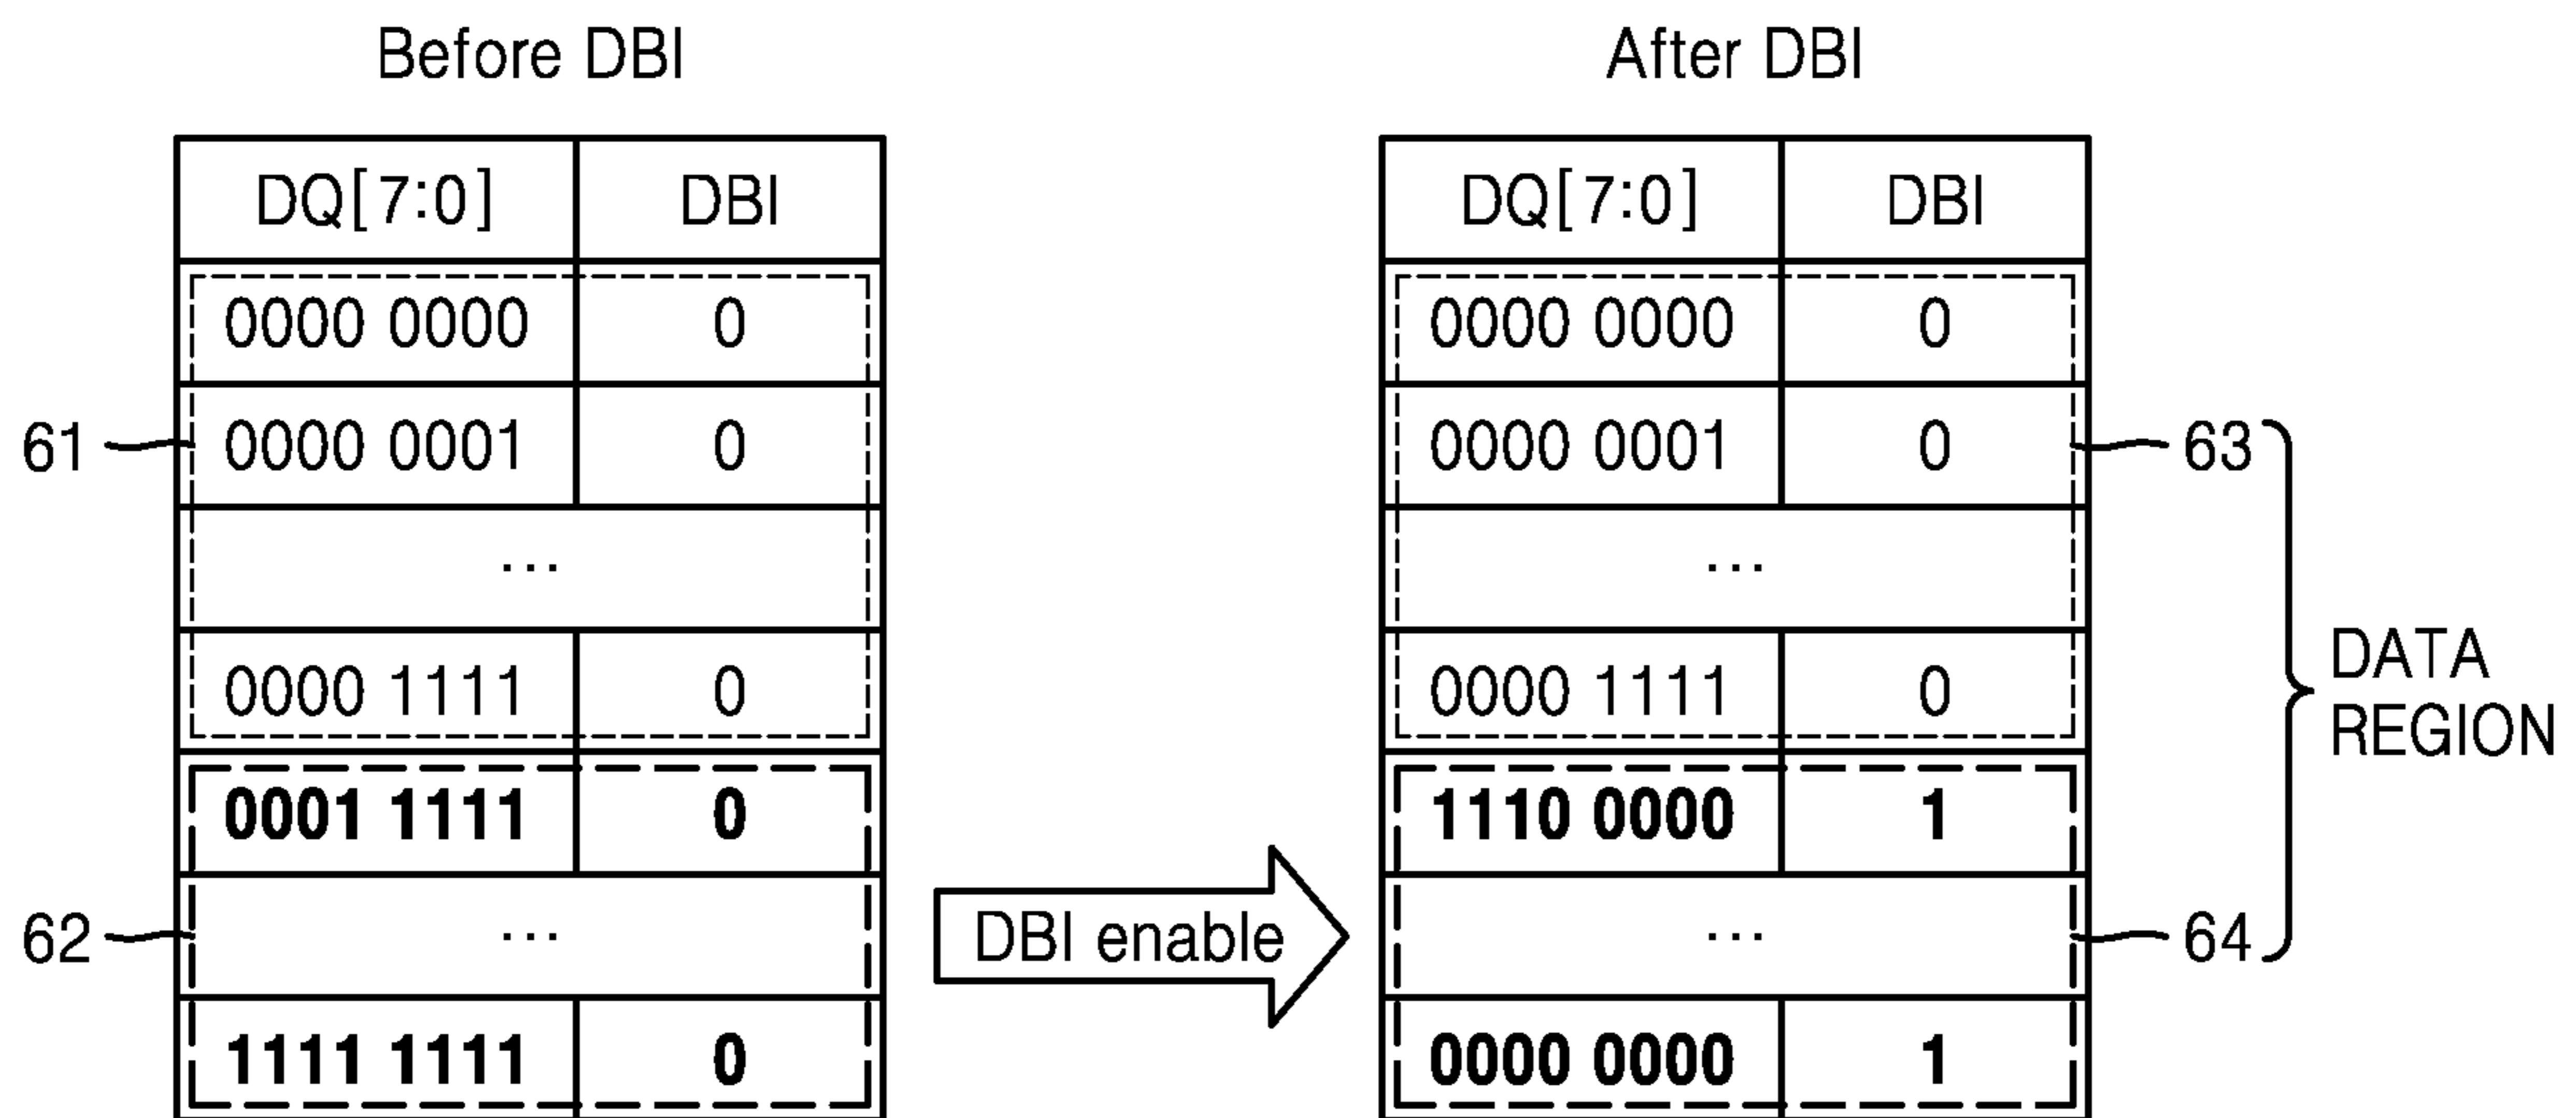 Before DBI
DQ[7:0] DBI
0000 0000 0
61 0000 0001 0
...
0000 1111 0
0001 1111 0
62 ...
1111 1111 0
DBI enable
After DBI
DQ[7:0] DBI
0000 0000 0
0000 0001 0 63
...
0000 1111 0
1110 0000 1
... 64
0000 0000 1
DATA
REGION